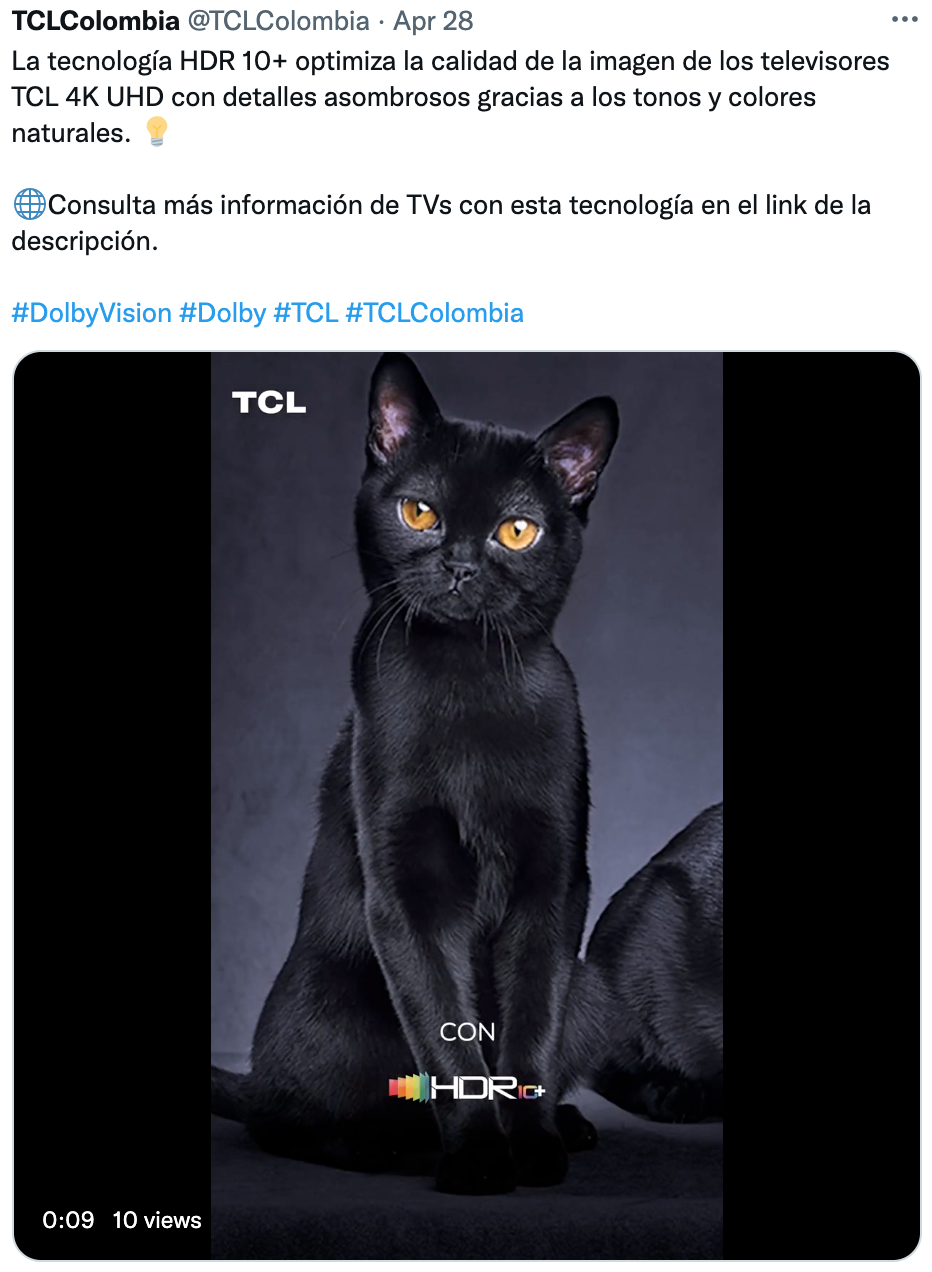 TCLColombia @TCLColombia · Apr 28
La tecnología HDR 10+ optimiza la calidad de la imagen de los televisores
TCL 4K UHD con detalles asombrosos gracias a los tonos y colores
naturales. 💡
🌐Consulta más información de TVs con esta tecnología en el link de la
descripción.
#DolbyVision #Dolby #TCL #TCLColombia
TCL
CON
HDR10+
0:09 10 views